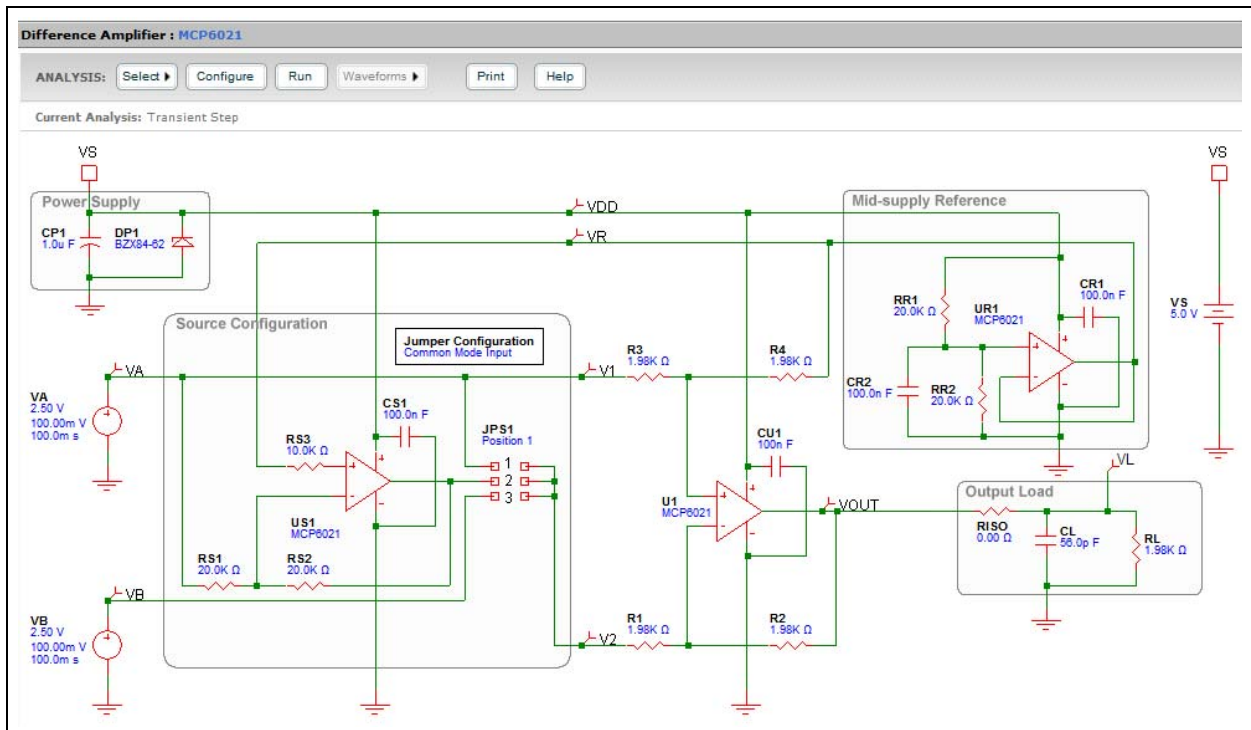 Difference Amplifier : MCP6021
ANALYSIS: Select Configure Run Waveforms Print Help
Current Analysis: Transient Step
VS
VS
Power Supply
CP1
1.0u F
DP1
BZX84-62
VDD
VR
Mid-supply Reference
RR1
20.0K Ω
UR1
MCP6021
CR1
100.0n F
CR2
100.0n F
RR2
20.0K Ω
VS
5.0 V
Source Configuration
Jumper Configuration
Common Mode Input
VA
VA
2.50 V
100.00m V
100.0m s
CS1
100.0n F
RS3
10.0K Ω
JPS1
Position 1
1
2
3
US1
MCP6021
RS1
20.0K Ω
RS2
20.0K Ω
VB
VB
2.50 V
100.00m V
100.0m s
V1
R3
1.98K Ω
R4
1.98K Ω
CU1
100n F
U1
MCP6021
VOUT
V2
R1
1.98K Ω
R2
1.98K Ω
VL
Output Load
RISO
0.00 Ω
CL
56.0p F
RL
1.98K Ω